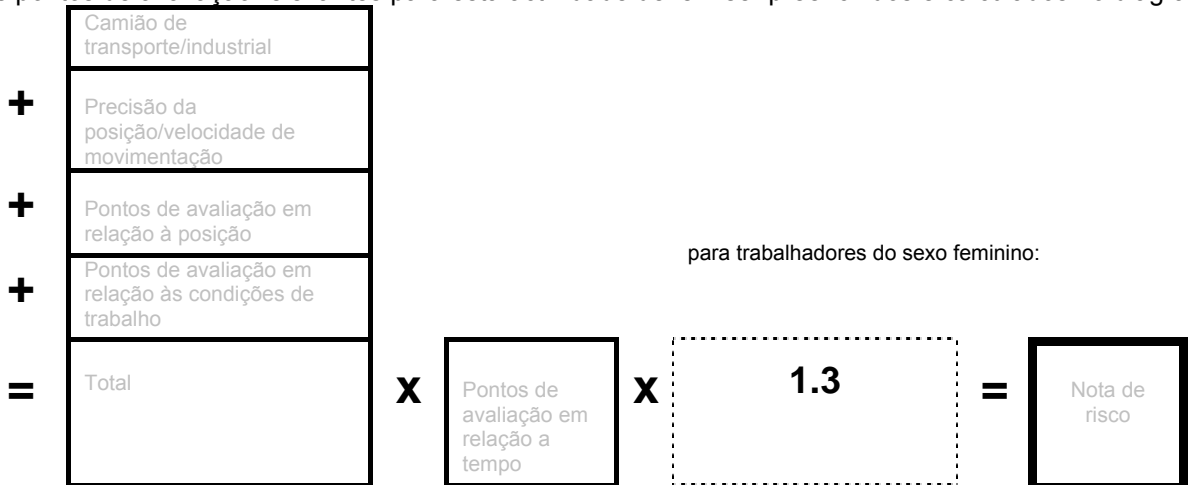 Camião de
transporte/industrial
+
Precisão da
posição/velocidade de
movimentação
+
Pontos de avaliação em
relação à posição
para trabalhadores do sexo feminino:
+
Pontos de avaliação em
relação às condições de
trabalho
=
Total
X
Pontos de
avaliação em
relação a
tempo
X
1.3
=
Nota de
risco